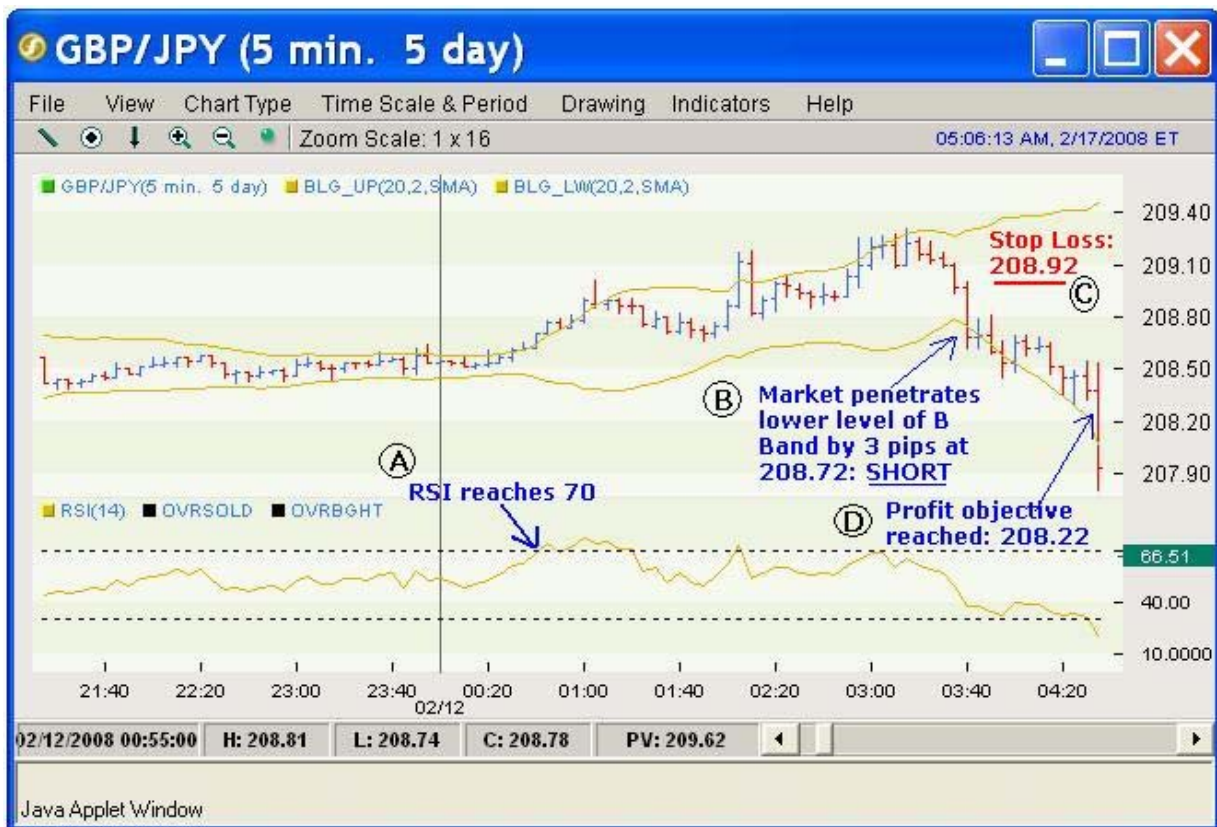 GBP/JPY (5 min. 5 day)
File View Chart Type Time Scale & Period Drawing Indicators Help
Zoom Scale: 1 x 16 05:06:13 AM, 2/17/2008 ET
GBP/JPY(5 min. 5 day) BLG_UP(20,2,SMA) BLG_LW(20,2,SMA)
209.40
Stop Loss:
208.92
209.10
C
208.80
208.50
B
Market penetrates
lower level of B
Band by 3 pips at
208.72: SHORT
208.20
207.90
A
RSI reaches 70
RSI(14) OVRSOLD OVRBGHT
D
Profit objective
reached: 208.22
66.51
40.00
10.0000
21:40 22:20 23:00 23:40 00:20 01:00 01:40 02:20 03:00 03:40 04:20
02/12
02/12/2008 00:55:00 H: 208.81 L: 208.74 C: 208.78 PV: 209.62
Java Applet Window